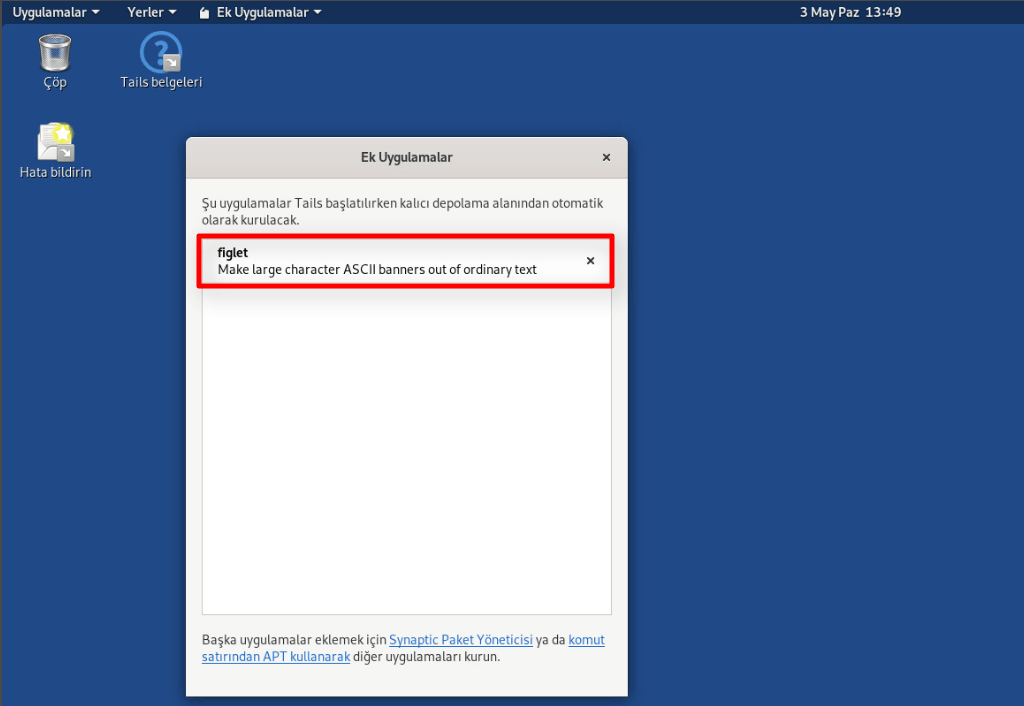 Uygulamalar Yerler Ek Uygulamalar 3 May Paz 13:49
Çöp
Tails belgeleri
Hata bildirin
Ek Uygulamalar
Şu uygulamalar Tails başlatılırken kalıcı depolama alanından otomatik
olarak kurulacak.
figlet
Make large character ASCII banners out of ordinary text
Başka uygulamalar eklemek için Synaptic Paket Yöneticisi ya da komut
satırından APT kullanarak diğer uygulamaları kurun.